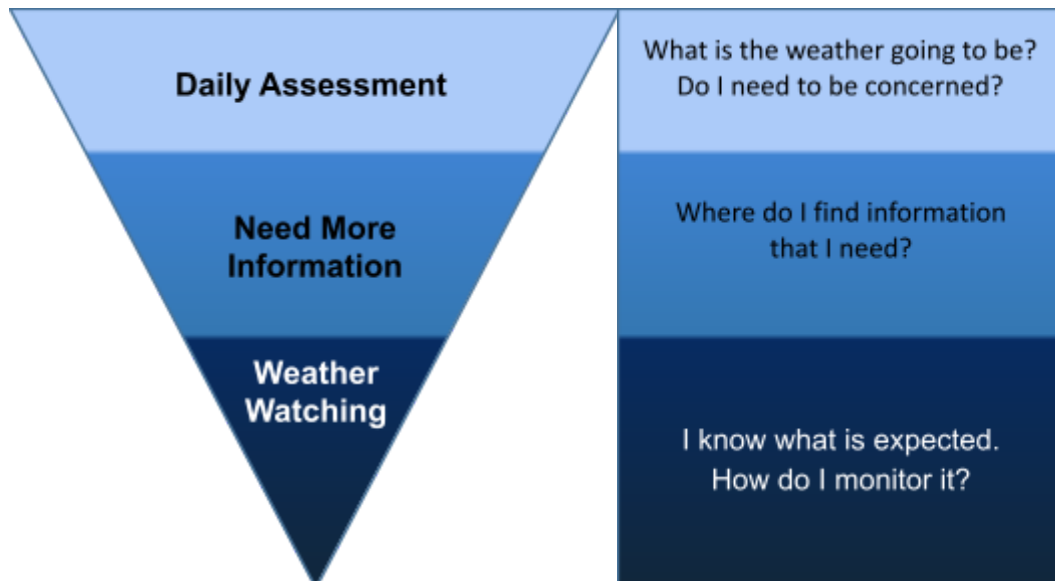 Daily Assessment
What is the weather going to be?
Do I need to be concerned?
Need More
Information
Where do I find information
that I need?
Weather
Watching
I know what is expected.
How do I monitor it?